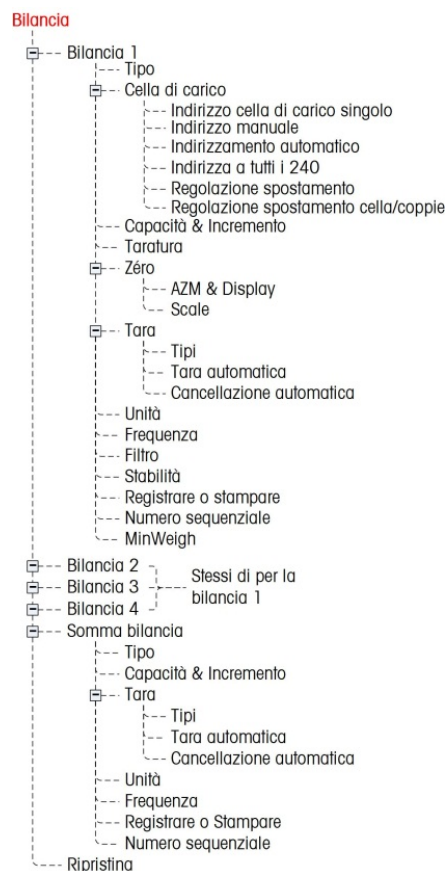 Bilancia
Bilancia 1
Tipo
Cella di carico
Indirizzo cella di carico singolo
Indirizzo manuale
Indirizzamento automatico
Indirizza a tutti i 240
Regolazione spostamento
Regolazione spostamento cella/coppie
Capacità & Incremento
Taratura
Zéro
AZM & Display
Scale
Tara
Tipi
Tara automatica
Cancellazione automatica
Unità
Frequenza
Filtro
Stabilità
Registrare o stampare
Numero sequenziale
MinWeigh
Bilancia 2
Bilancia 3
Bilancia 4
Stessi di per la
bilancia 1
Somma bilancia
Tipo
Capacità & Incremento
Tara
Tipi
Tara automatica
Cancellazione automatica
Unità
Frequenza
Registrare o Stampare
Numero sequenziale
Ripristina